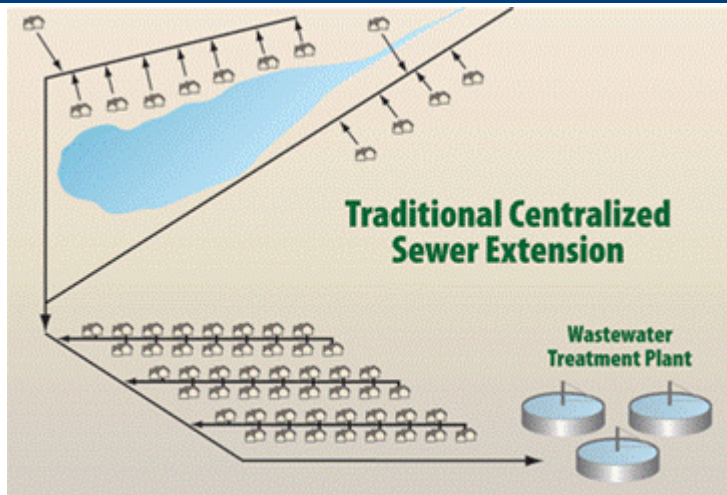 Traditional Centralized
Sewer Extension
Wastewater
Treatment Plant